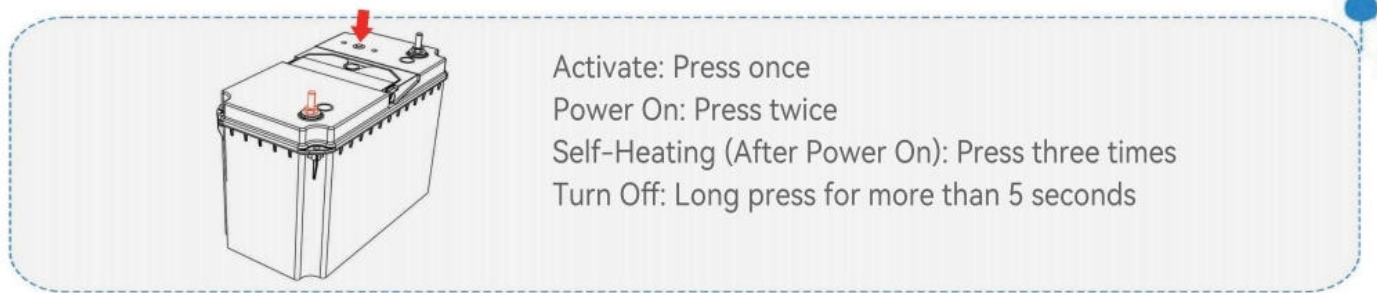 Activate: Press once
Power On: Press twice
Self-Heating (After Power On): Press three times
Turn Off: Long press for more than 5 seconds